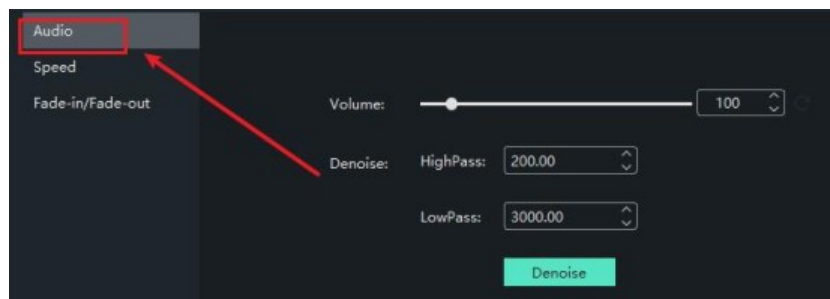 Audio
Speed
Fade-in/Fade-out
Volume: 100
Denoise: HighPass: 200.00
LowPass: 3000.00
Denoise